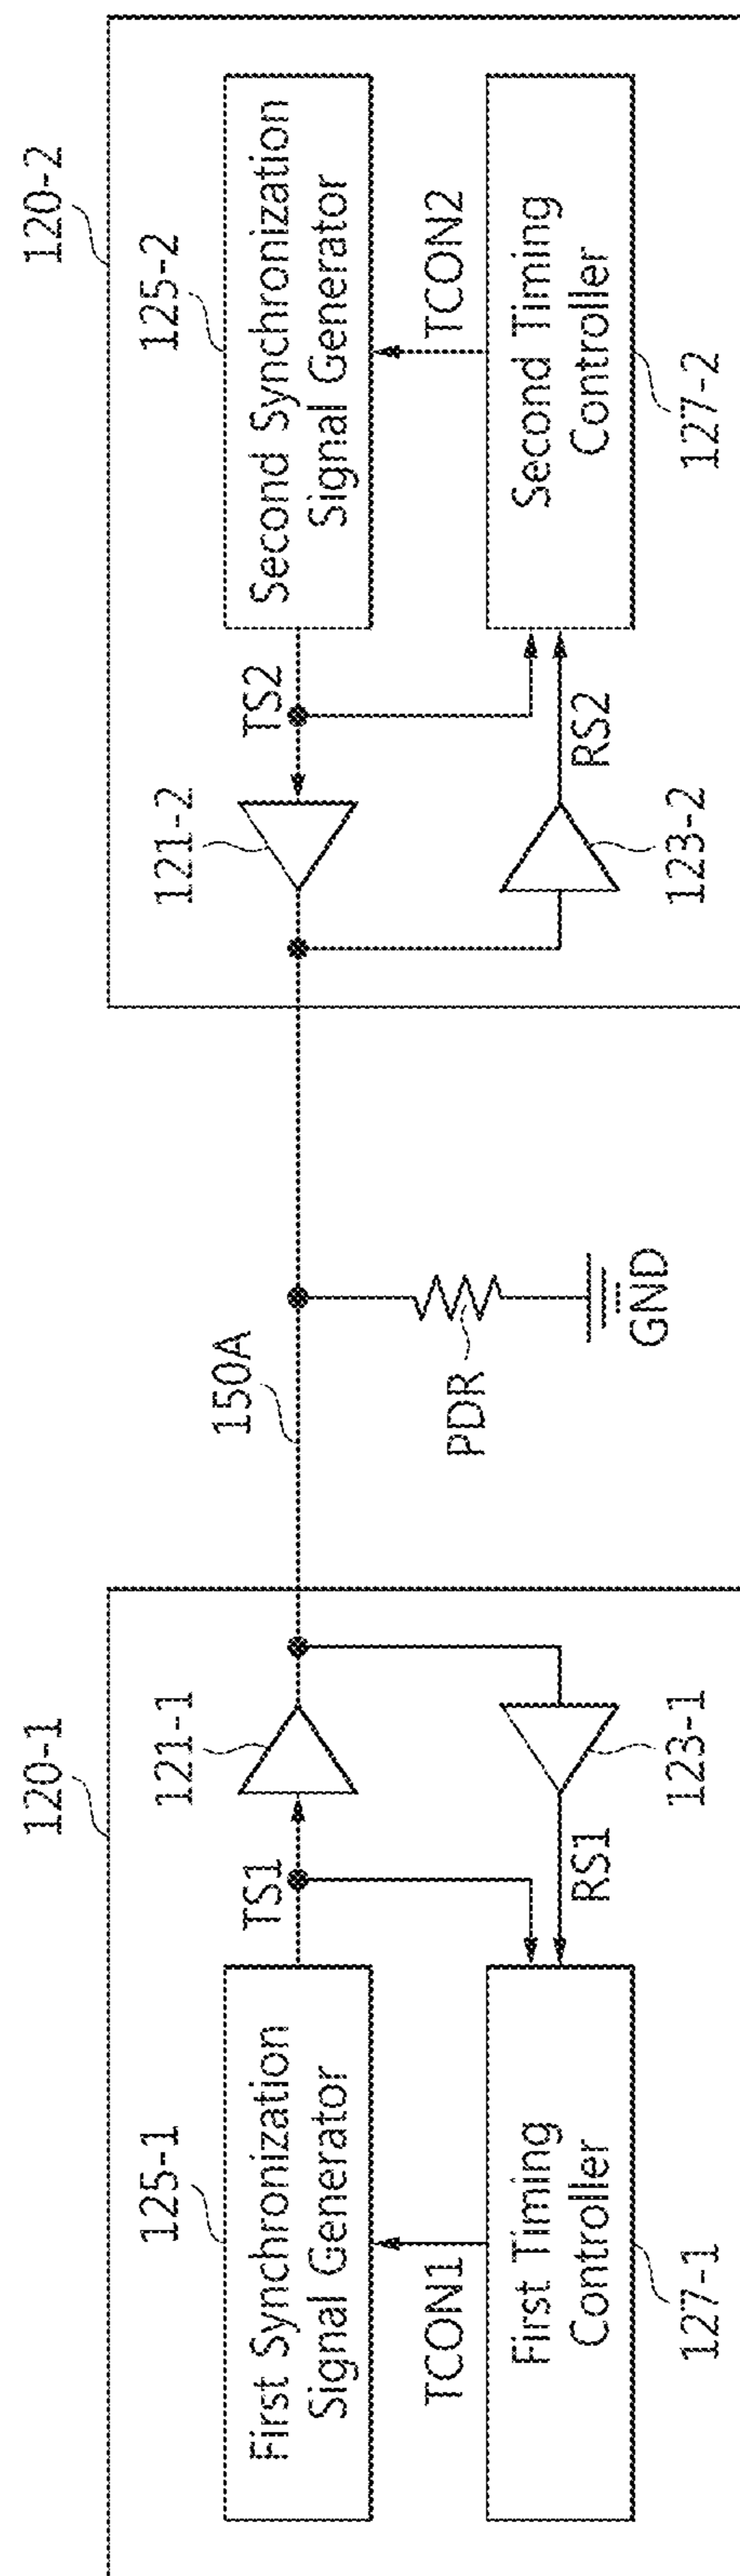 120-1
125-1
First Synchronization
Signal Generator
TCON1
First Timing
Controller
127-1
TS1
121-1
RS1
123-1
150A
PDR
GND
120-2
121-2
TS2
123-2
RS2
125-2
Second Synchronization
Signal Generator
TCON2
Second Timing
Controller
127-2